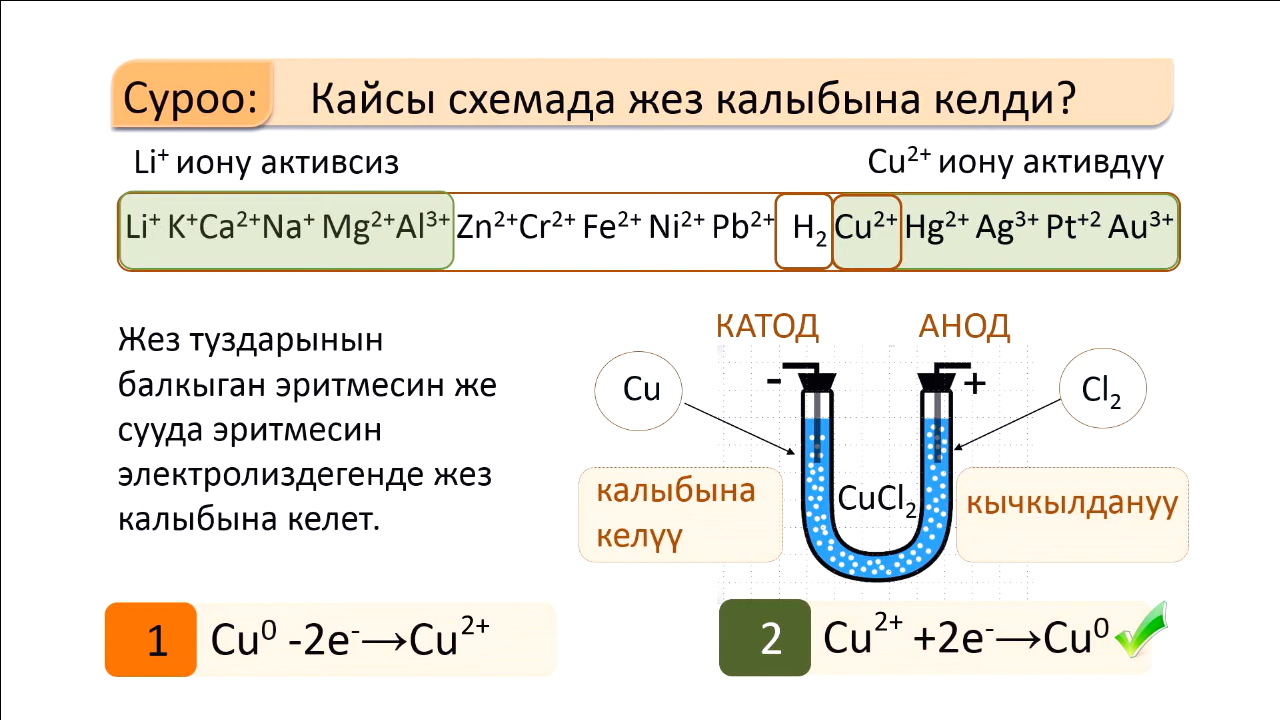 Суроо: Кайсы схемада жез калыбына келди?
Li⁺ иону активсиз Cu²⁺ иону активдүү
Li⁺ K⁺Ca²⁺Na⁺ Mg²⁺Al³⁺ Zn²⁺Cr²⁺ Fe²⁺ Ni²⁺ Pb²⁺ H₂ Cu²⁺ Hg²⁺ Ag³⁺ Pt⁺² Au³⁺
Жез туздарынын
балкыган эритмесин же
сууда эритмесин
электролиздегенде жез
калыбына келет.
КАТОД АНОД
- +
Cu Cl₂
калыбына
келүү
CuCl₂
кычкылдануу
1 Cu⁰ -2e⁻→Cu²⁺
2 Cu²⁺ +2e⁻→Cu⁰